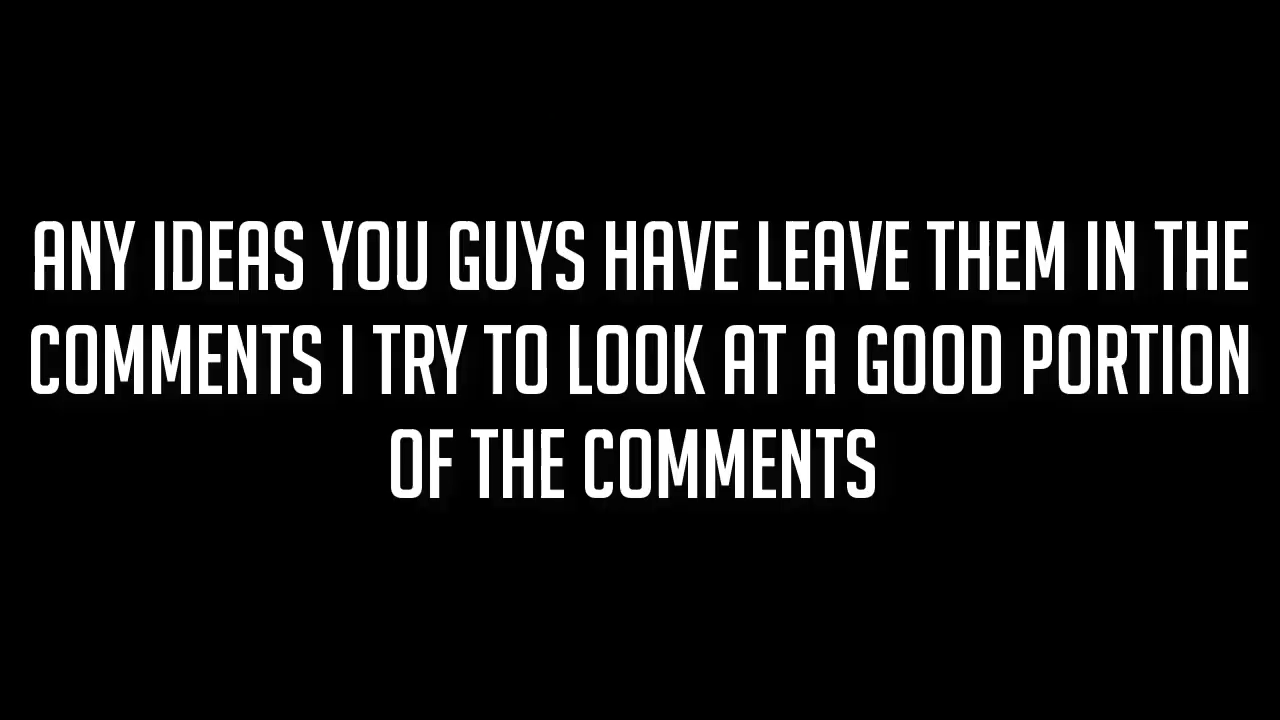 ANY IDEAS YOU GUYS HAVE LEAVE THEM IN THE
COMMENTS I TRY TO LOOK AT A GOOD PORTION
OF THE COMMENTS